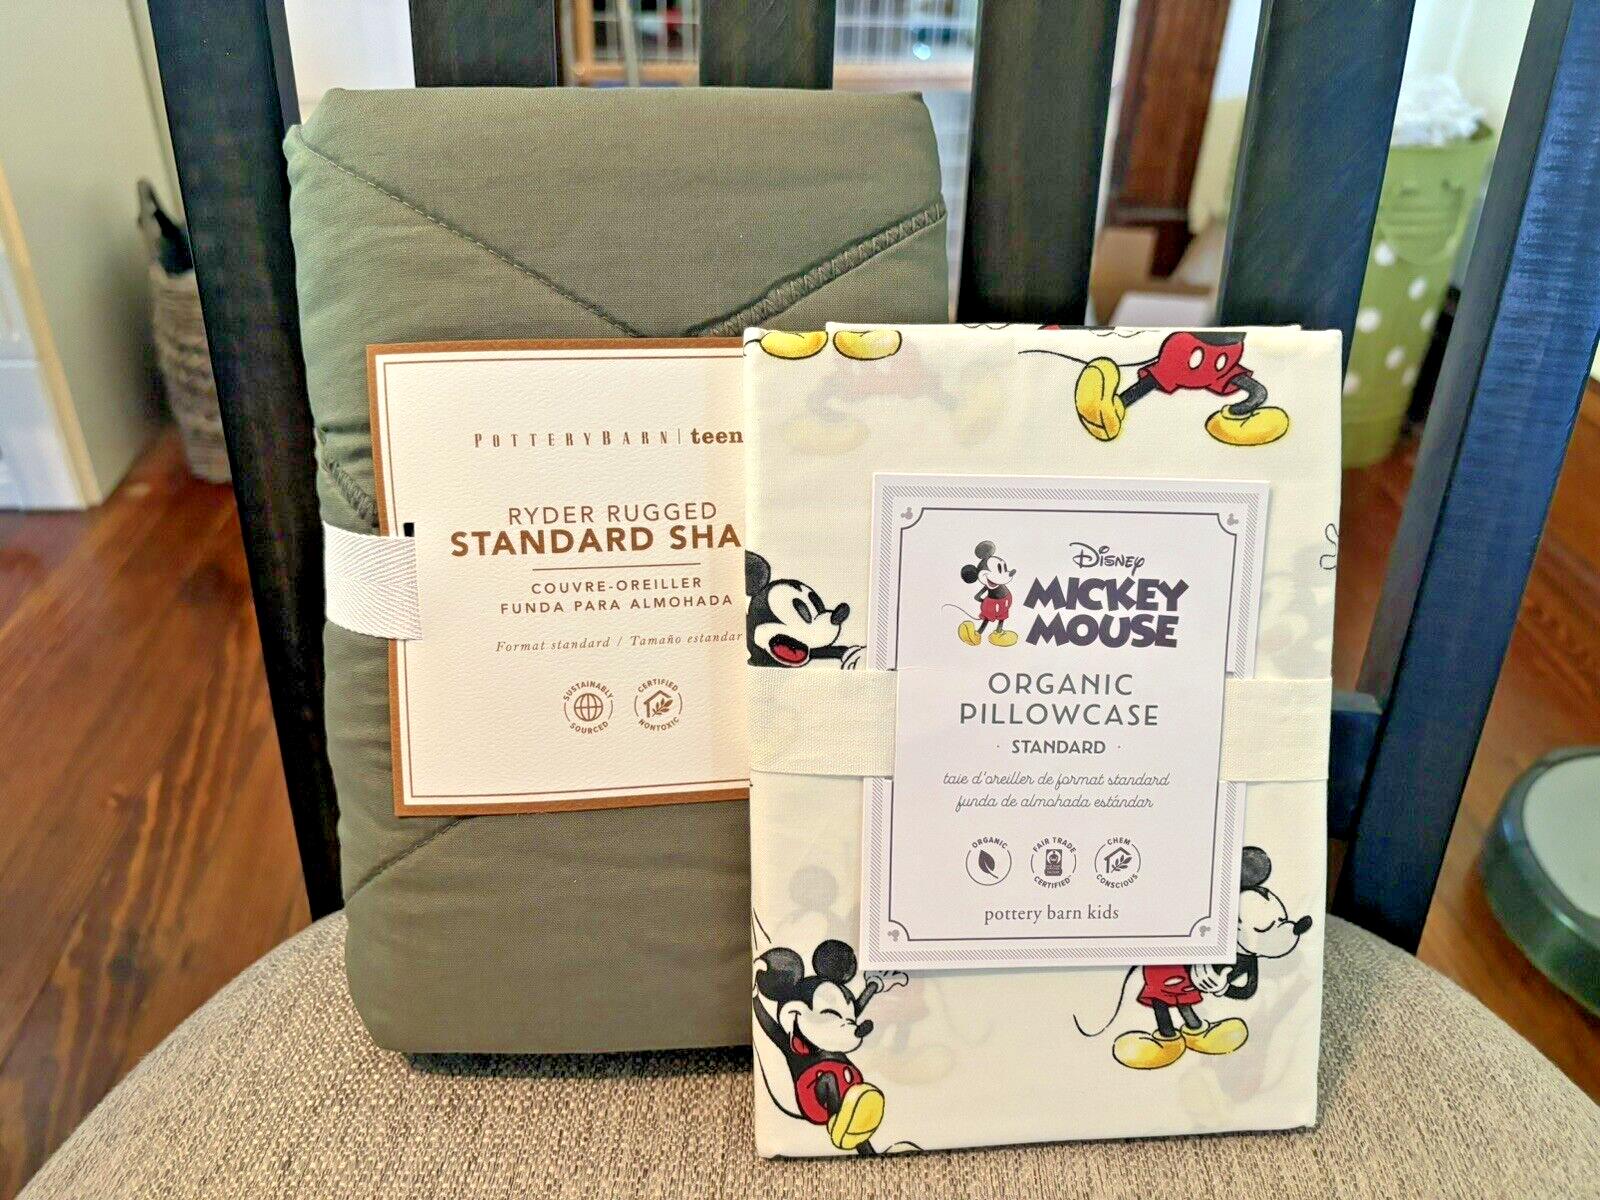 POTTERYBARN | teen
RYDER RUGGED
STANDARD SHA
COUVRE-OREILLER
FUNDA PARA ALMOHADA
Format standard / Tamaño estandar
SUSTAINABLY
SOURCED
CERTIFIED
NONTOXIC
Disney
MICKEY
MOUSE
ORGANIC
PILLOWCASE
· STANDARD ·
taie d'oreiller de format standard
funda de almohada estándar
ORGANIC
FAIR TRADE
CERTIFIED
CHEM
CONSCIOUS
pottery barn kids